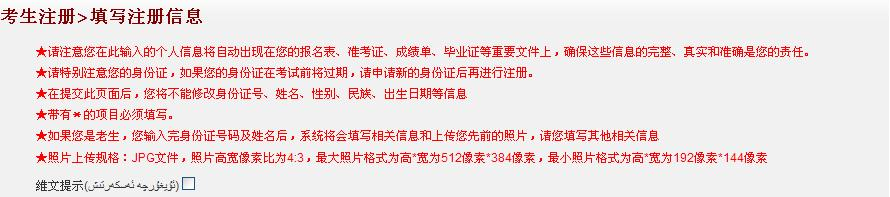 考生注册>填写注册信息
★请注意您在此输入的个人信息将自动出现在您的报名表、准考证、成绩单、毕业证等重要文件上，确保这些信息的完整、真实和准确是您的责任。
★请特别注意您的身份证，如果您的身份证在考试前将过期，请申请新的身份证后再进行注册。
★在提交此页面后，您将不能修改身份证号、姓名、性别、民族、出生日期等信息
★带有*的项目必须填写。
★如果您是老生，您输入完身份证号码及姓名后，系统将会填写相关信息和上传您先前的照片，请您填写其他相关信息
★照片上传规格：JPG文件，照片高宽像素比为4:3，最大照片格式为高*宽为512像素*384像素，最小照片格式为高*宽为192像素*144像素
维文提示(ئۇيغۇرچە ئەسكەرتىش)